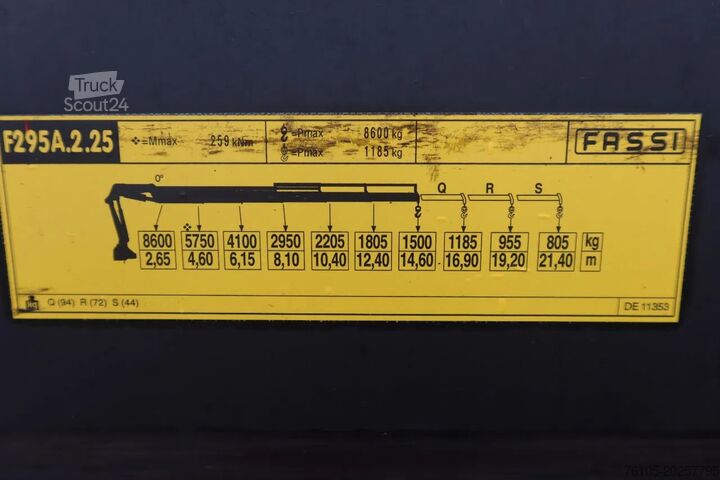 Truck
Scout24
F295A.2.25 =Mmax 259 kNm =Pmax 8600 kg
=Pmax 1185 kg
FASSI
0° Q R S
8600 5750 4100 2950 2205 1805 1500 1185 955 805 kg
2,65 4,60 6,15 8,10 10,40 12,40 14,60 16,90 19,20 21,40 m
kg Q (94) R (72) S (44) DE 11353